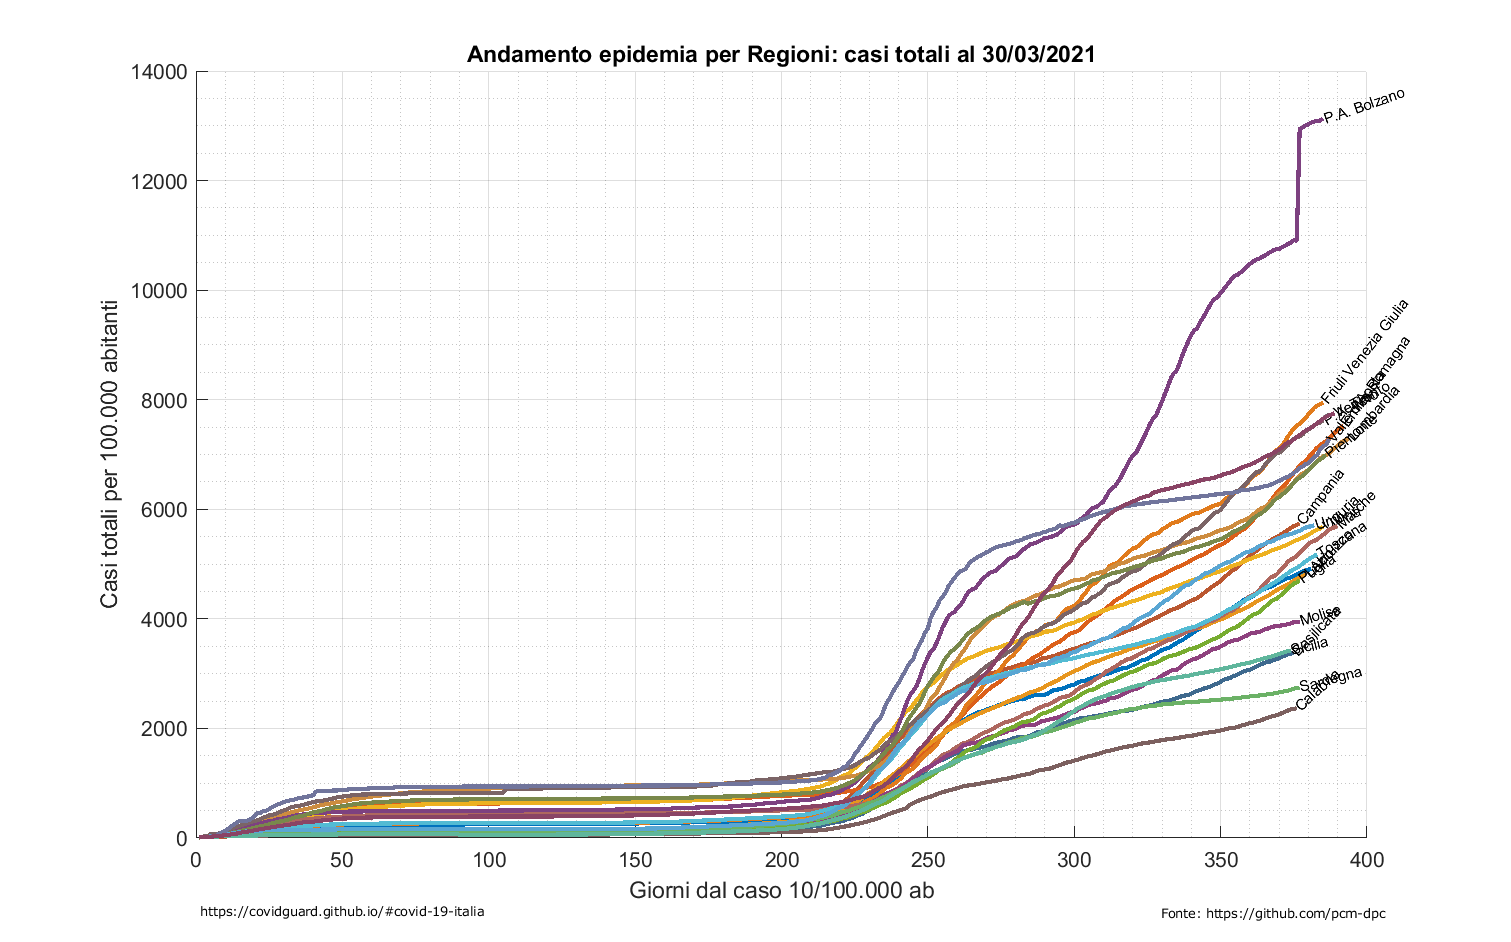 Andamento epidemia per Regioni: casi totali al 30/03/2021
Casi totali per 100.000 abitanti
14000
12000
10000
8000
6000
4000
2000
0
P.A. Bolzano
Friuli Venezia Giulia
Piemonte
Lombardia
Campania
Umbria
Marche
Toscana
Abruzzo
Puglia
Molise
Basilicata
Sicilia
Sardegna
Calabria
0 50 100 150 200 250 300 350 400
Giorni dal caso 10/100.000 ab
https://covidguard.github.io/#covid-19-italia
Fonte: https://github.com/pcm-dpc